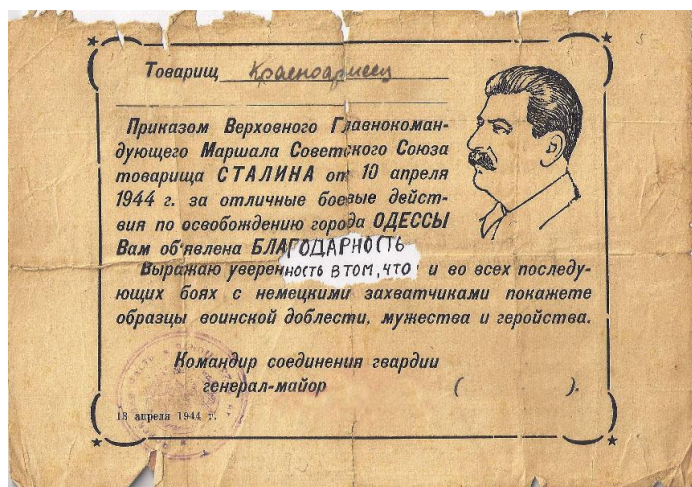 Товарищ Красноармеец
Приказом Верховного Главнокоман-
дующего Маршала Советского Союза
товарища СТАЛИНА от 10 апреля
1944 г. за отличные боевые дейст-
вия по освобождению города ОДЕССЫ
Вам об'явлена БЛАГОДАРНОСТЬ
Выражаю уверенность в том, что и во всех последу-
ющих боях с немецкими захватчиками покажете
образцы воинской доблести, мужества и геройства.
Командир соединения гвардии
генерал-майор ( ).
18 апреля 1944 г.